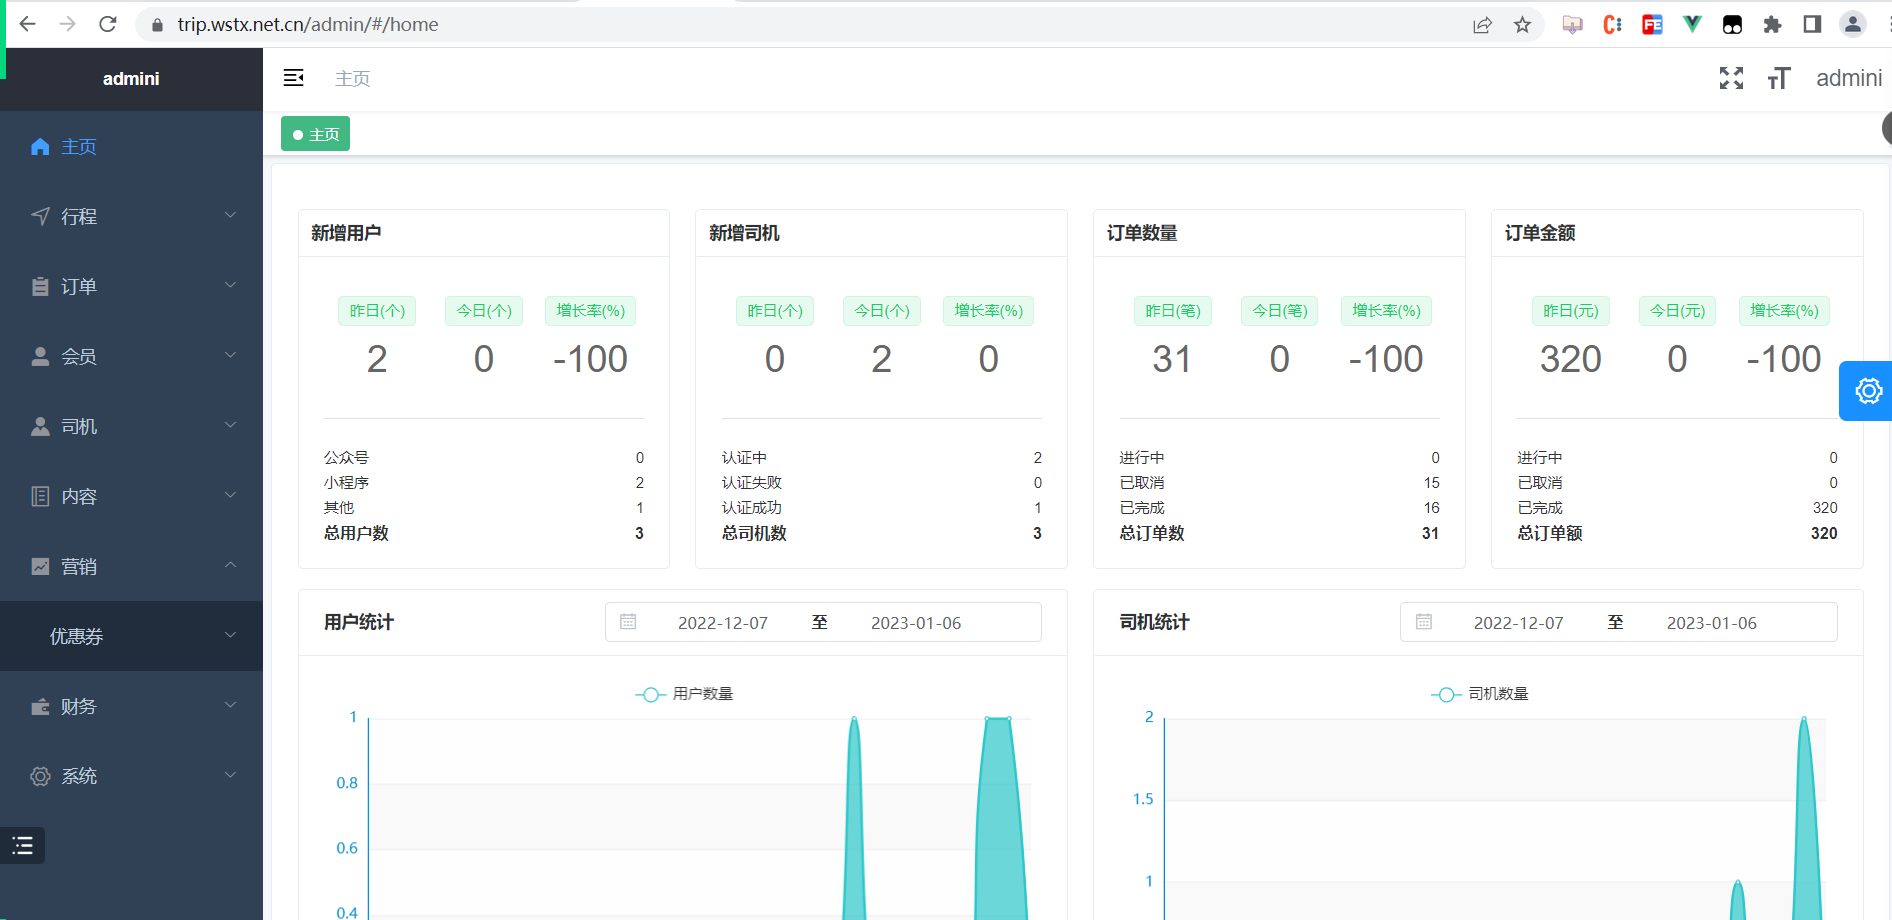 trip.wstx.net.cn/admin/#/home
admini
主页
admini
主页
主页
行程
订单
会员
司机
内容
营销
优惠券
财务
系统
新增用户
昨日(个) 今日(个) 增长率(%)
2 0 -100
公众号 0
小程序 2
其他 1
总用户数 3
新增司机
昨日(个) 今日(个) 增长率(%)
0 2 0
认证中 2
认证失败 0
认证成功 1
总司机数 3
订单数量
昨日(笔) 今日(笔) 增长率(%)
31 0 -100
进行中 0
已取消 15
已完成 16
总订单数 31
订单金额
昨日(元) 今日(元) 增长率(%)
320 0 -100
进行中 0
已取消 0
已完成 320
总订单额 320
用户统计 2022-12-07 至 2023-01-06
用户数量
1
0.8
0.6
0.4
司机统计 2022-12-07 至 2023-01-06
司机数量
2
1.5
1